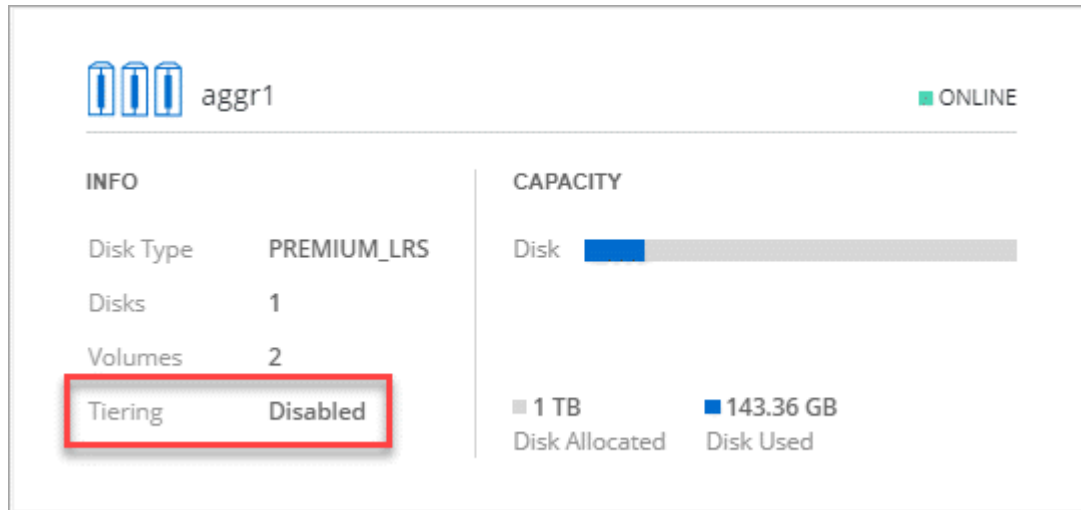 aggr1
ONLINE
INFO
Disk Type PREMIUM_LRS
Disks 1
Volumes 2
Tiering Disabled
CAPACITY
Disk
1 TB 143.36 GB
Disk Allocated Disk Used